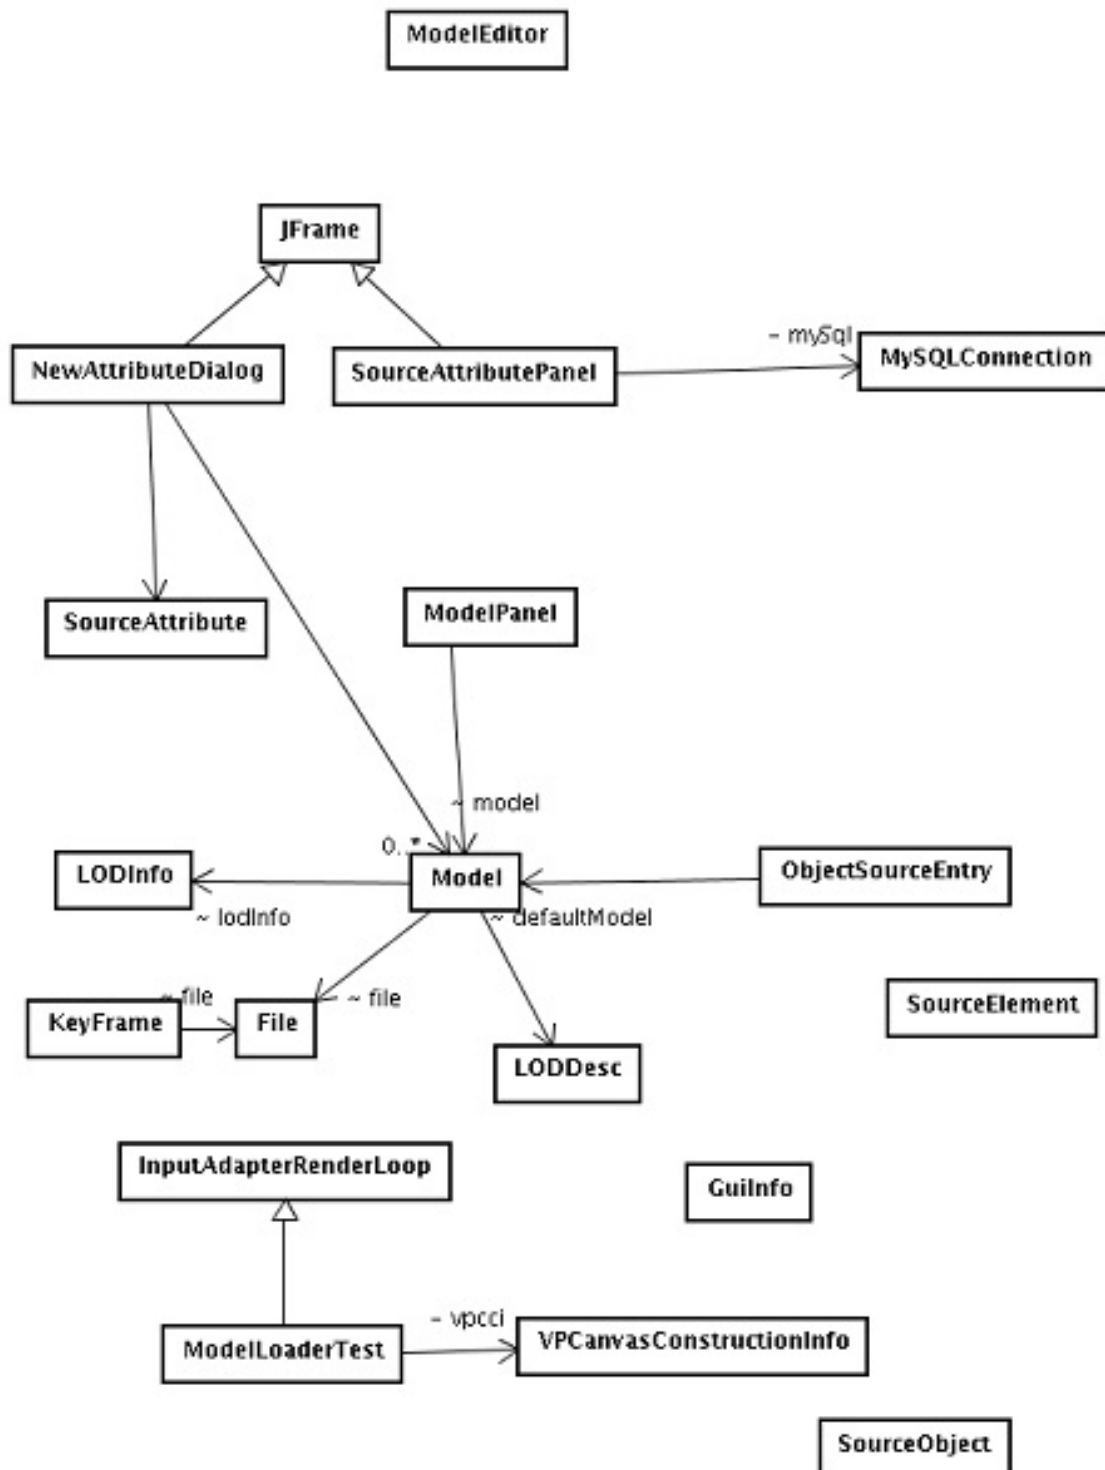 ModelEditor
JFrame
NewAttributeDialog
SourceAttributePanel
- mySql
MySQLConnection
SourceAttribute
ModelPanel
~ model
0..*
LODInfo
Model
ObjectSourceEntry
~ lodInfo
~ defaultModel
~ file
~ file
KeyFrame
File
SourceElement
LODDesc
InputAdapterRenderLoop
GuiInfo
- vpcci
ModelLoaderTest
VPCanvasConstructionInfo
SourceObject